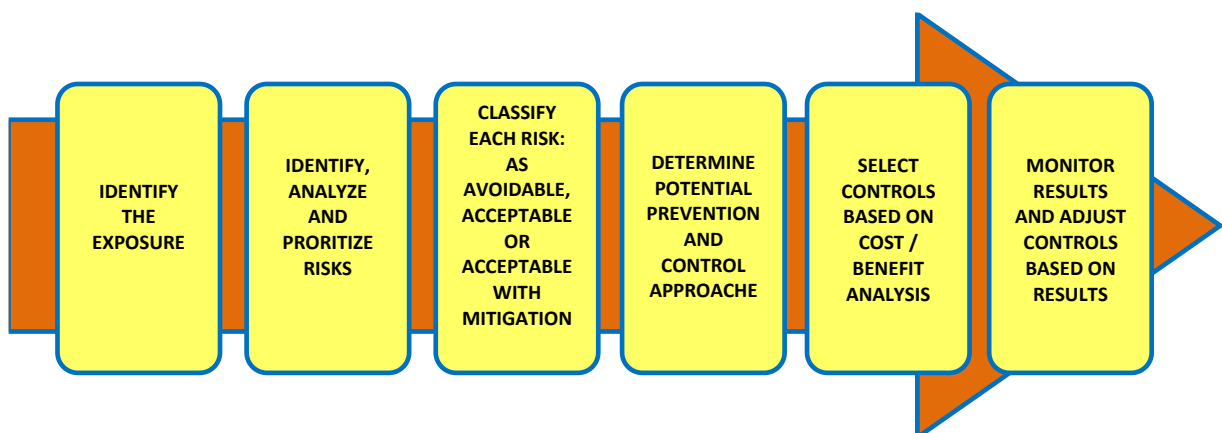 IDENTIFY
THE
EXPOSURE
IDENTIFY,
ANALYZE
AND
PRORITIZE
RISKS
CLASSIFY
EACH RISK:
AS
AVOIDABLE,
ACCEPTABLE
OR
ACCEPTABLE
WITH
MITIGATION
DETERMINE
POTENTIAL
PREVENTION
AND
CONTROL
APPROACHE
SELECT
CONTROLS
BASED ON
COST /
BENEFIT
ANALYSIS
MONITOR
RESULTS
AND ADJUST
CONTROLS
BASED ON
RESULTS